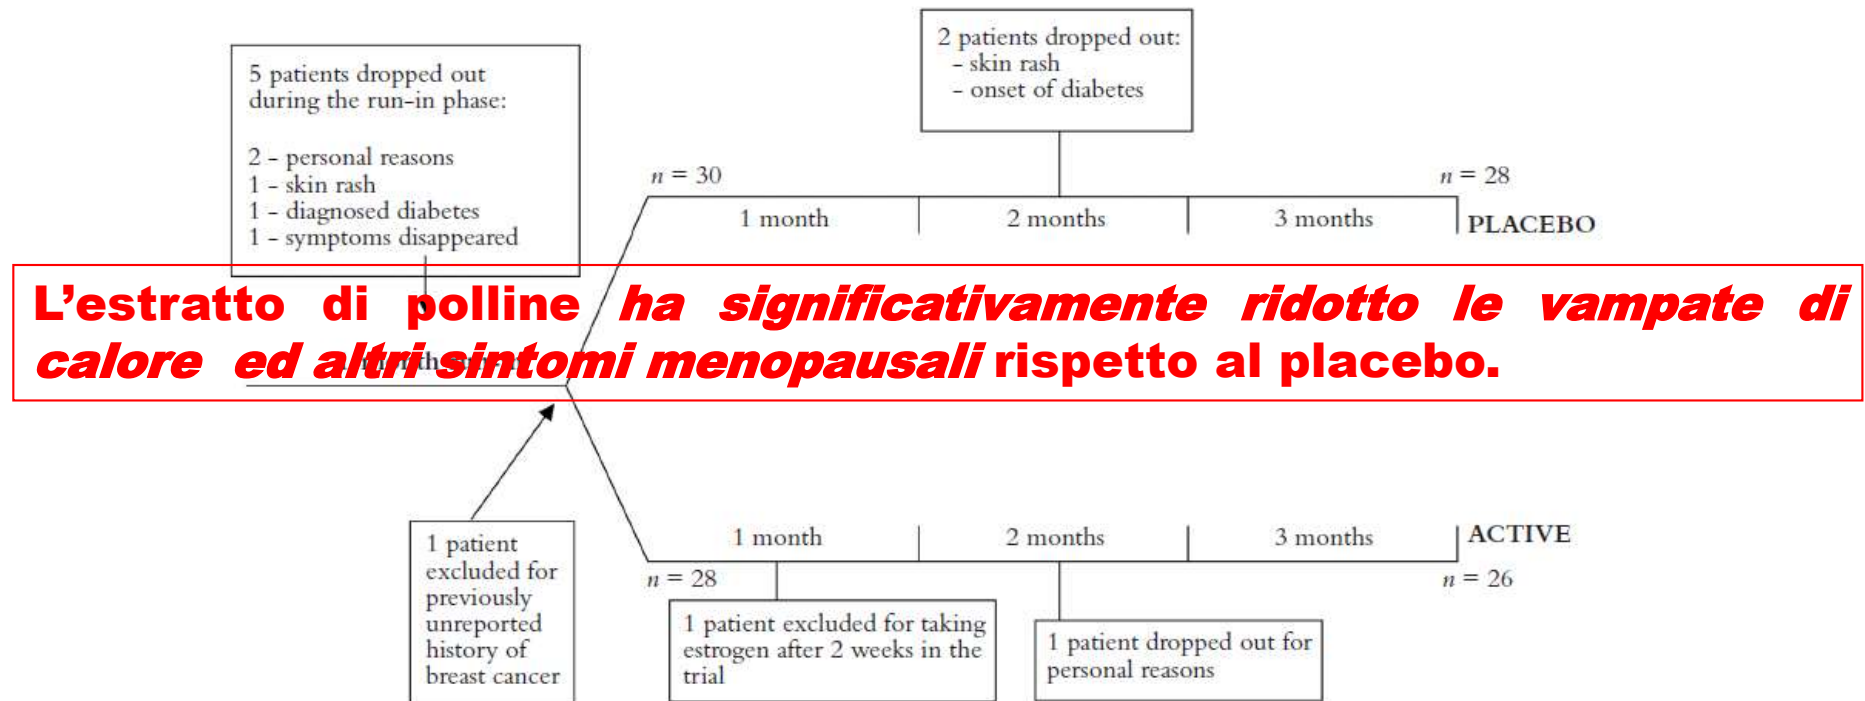 5 patients dropped out
during the run-in phase:
2 - personal reasons
1 - skin rash
1 - diagnosed diabetes
1 - symptoms disappeared
2 patients dropped out:
- skin rash
- onset of diabetes
n = 30
n = 28
1 month
2 months
3 months
PLACEBO
L’estratto di polline ha significativamente ridotto le vampate di
calore ed altri sintomi menopausali rispetto al placebo.
1 month
2 months
3 months
ACTIVE
n = 28
n = 26
1 patient
excluded for
previously
unreported
history of
breast cancer
1 patient excluded for taking
estrogen after 2 weeks in the
trial
1 patient dropped out for
personal reasons